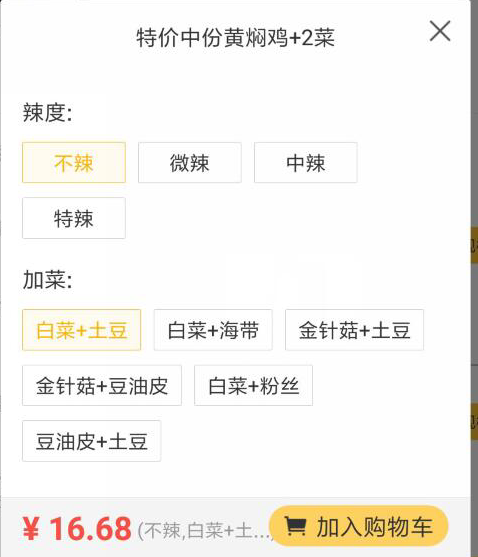 特价中份黄焖鸡+2菜
辣度:
不辣 微辣 中辣
特辣
加菜:
白菜+土豆 白菜+海带 金针菇+土豆
金针菇+豆油皮 白菜+粉丝
豆油皮+土豆
¥ 16.68 (不辣,白菜+土... 加入购物车